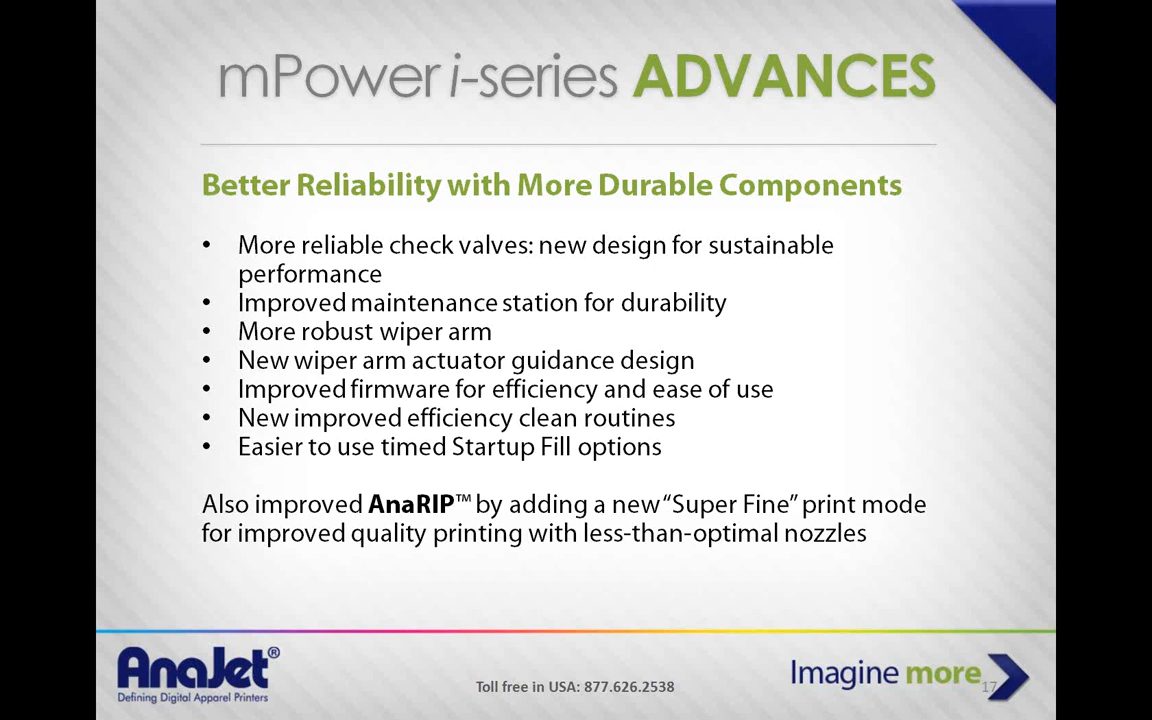 mPower i-series ADVANCES
Better Reliability with More Durable Components
• More reliable check valves: new design for sustainable
performance
• Improved maintenance station for durability
• More robust wiper arm
• New wiper arm actuator guidance design
• Improved firmware for efficiency and ease of use
• New improved efficiency clean routines
• Easier to use timed Startup Fill options
Also improved AnaRIP™ by adding a new “Super Fine” print mode
for improved quality printing with less-than-optimal nozzles
AnaJet®
Defining Digital Apparel Printers
Toll free in USA: 877.626.2538
Imagine more
17